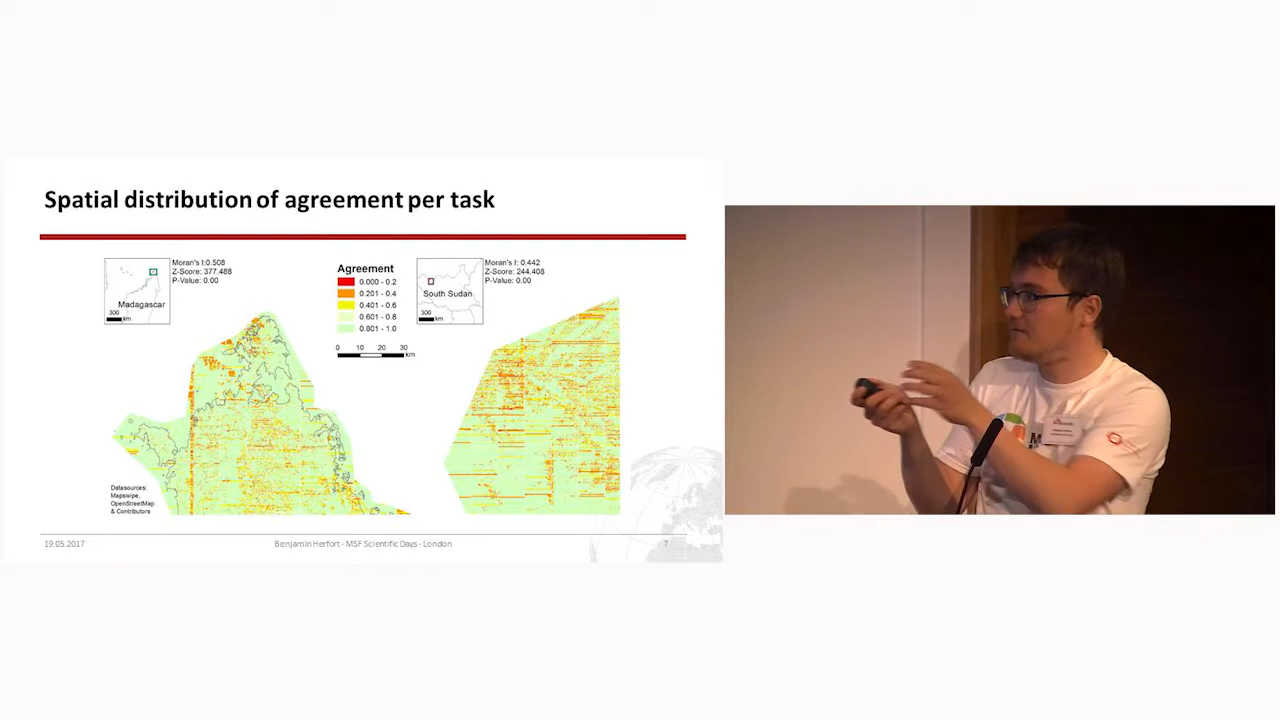 Spatial distribution of agreement per task
Moran's I:0.508
Z-Score: 377.488
P-Value: 0.00
Madagascar
300
km
Agreement
0.000 - 0.2
0.201 - 0.4
0.401 - 0.6
0.601 - 0.8
0.801 - 1.0
0 10 20 30
km
Moran's I: 0.442
Z-Score: 244.408
P-Value: 0.00
South Sudan
300
km
Datasources:
Mapswipe,
OpenStreetMap
& Contributors
19.05.2017
Benjamin Herfort - MSF Scientific Days - London
7